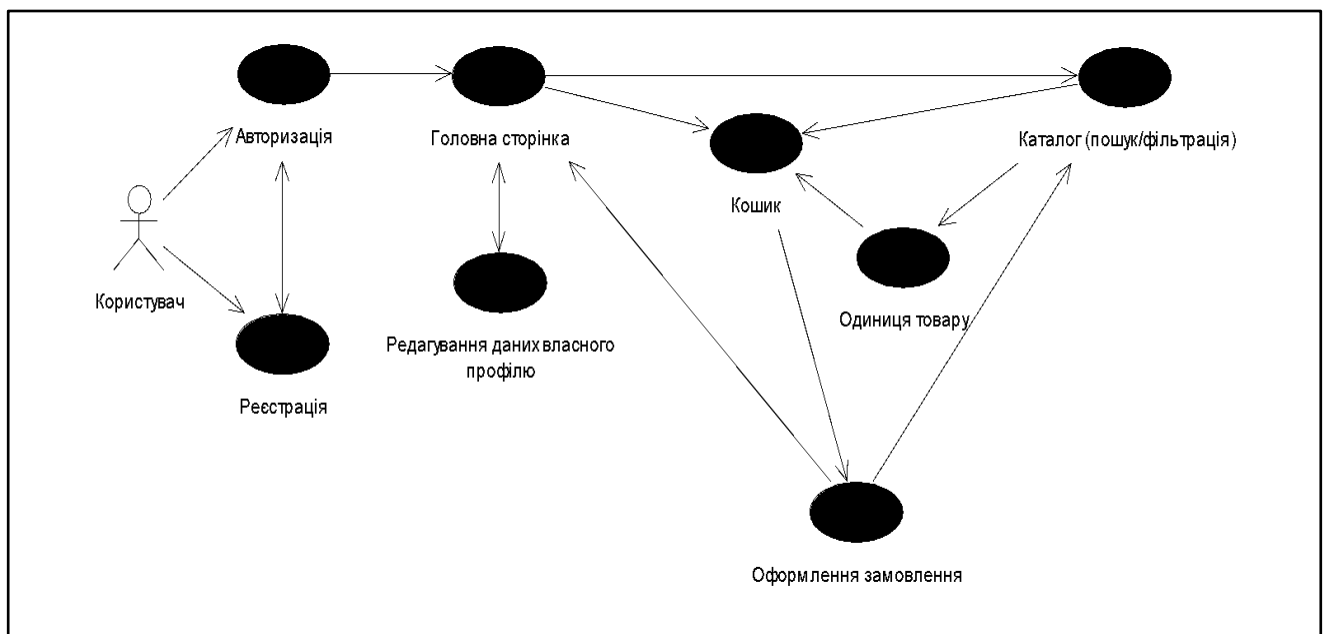 Авторизація
Головна сторінка
Каталог (пошук/фільтрація)
Кошик
Користувач
Одиниця товару
Редагування даних власного
профілю
Реєстрація
Оформлення замовлення